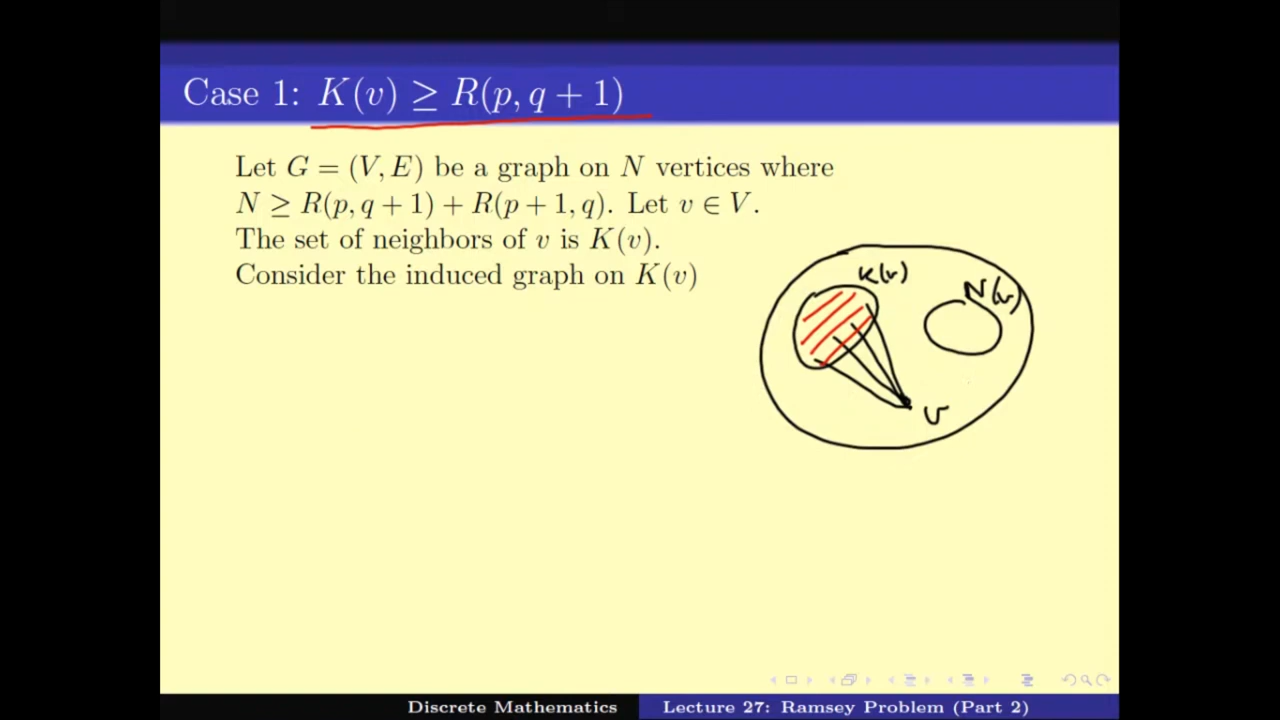 Case 1: K(v) ≥ R(p, q + 1)
Let G = (V, E) be a graph on N vertices where
N ≥ R(p, q + 1) + R(p + 1, q). Let v ∈ V.
The set of neighbors of v is K(v).
Consider the induced graph on K(v)
K(v)
N(v)
v
Discrete Mathematics
Lecture 27: Ramsey Problem (Part 2)